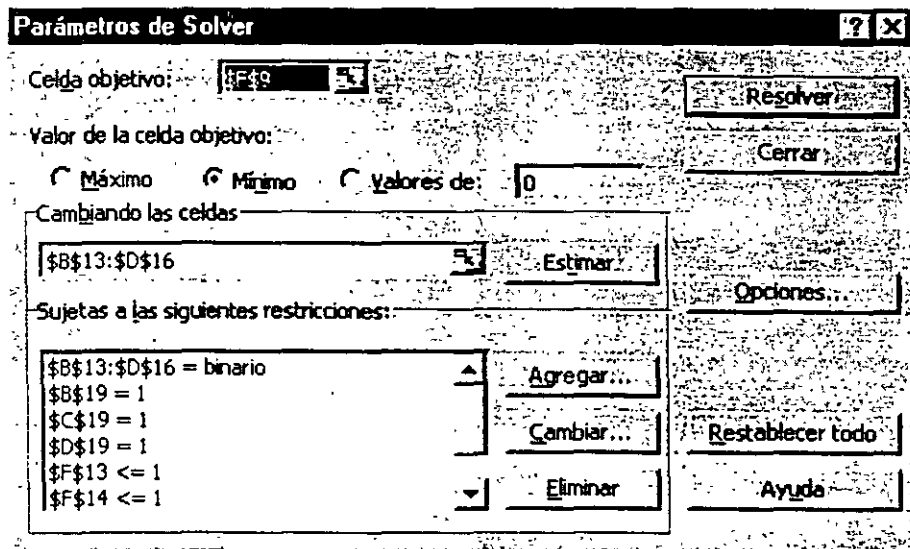 Parámetros de Solver
Celda objetivo: $F$9
Resolver
Valor de la celda objetivo:
Cerrar
Máximo Mínimo Valores de: 0
Cambiando las celdas
$B$13:$D$16 Estimar
Opciones...
Sujetas a las siguientes restricciones:
$B$13:$D$16 = binario
$B$19 = 1
$C$19 = 1
$D$19 = 1
$F$13 <= 1
$F$14 <= 1
Agregar...
Cambiar...
Eliminar
Restablecer todo
Ayuda